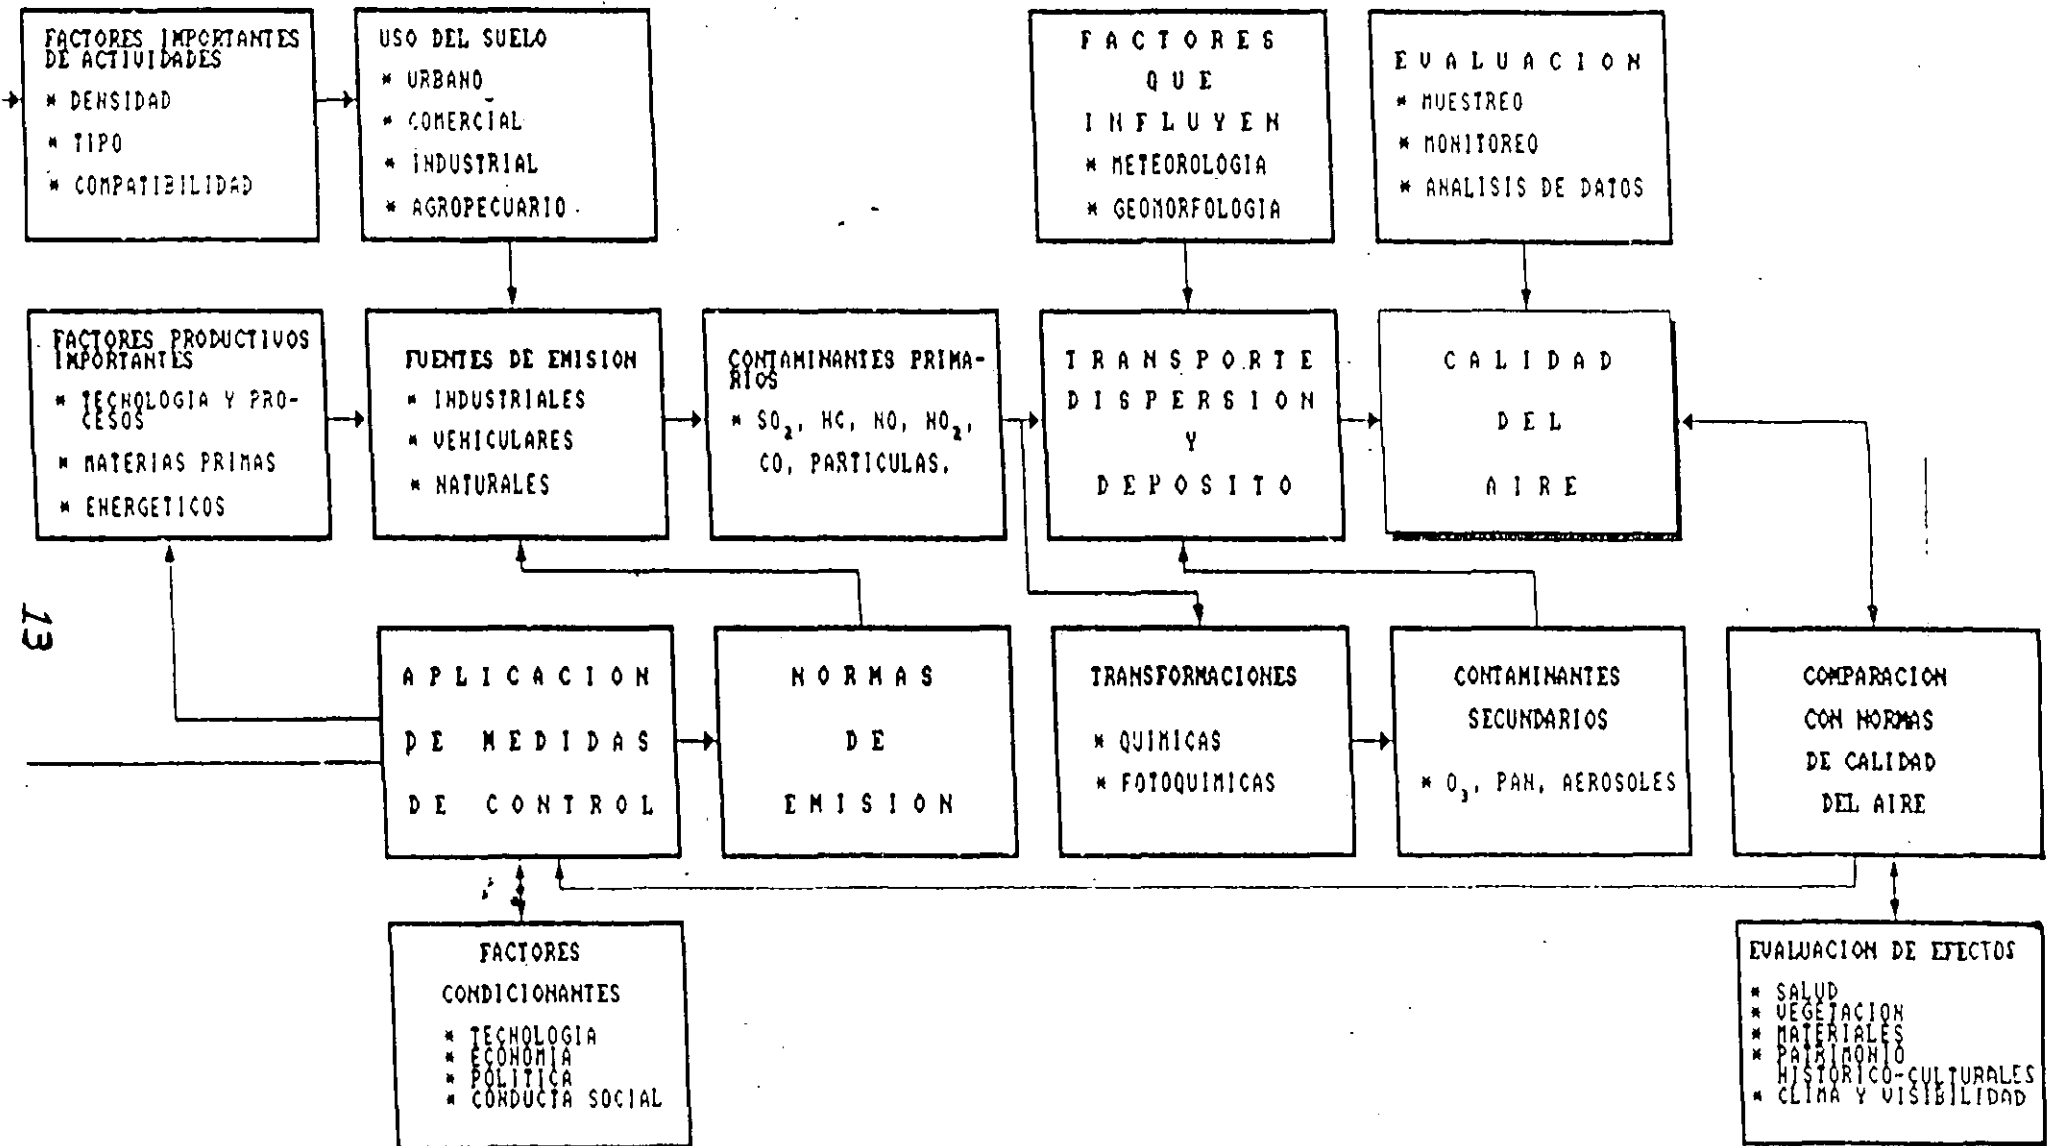 FACTORES IMPORTANTES
DE ACTIVIDADES
* DENSIDAD
* TIPO
* COMPATIBILIDAD
USO DEL SUELO
* URBANO
* COMERCIAL
* INDUSTRIAL
* AGROPECUARIO
FACTORES
QUE
INFLUYEN
* METEOROLOGIA
* GEOMORFOLOGIA
EVALUACION
* MUESTREO
* MONITOREO
* ANALISIS DE DATOS
FACTORES PRODUCTIVOS
IMPORTANTES
* TECNOLOGIA Y PRO-
CESOS
* MATERIAS PRIMAS
* ENERGETICOS
FUENTES DE EMISION
* INDUSTRIALES
* VEHICULARES
* NATURALES
CONTAMINANTES PRIMA-
RIOS
* SO₂, HC, NO, NO₂,
CO, PARTICULAS.
TRANSPORTE
DISPERSION
Y
DEPOSITO
CALIDAD
DEL
AIRE
13
APLICACION
DE MEDIDAS
DE CONTROL
NORMAS
DE
EMISION
TRANSFORMACIONES
* QUIMICAS
* FOTOQUIMICAS
CONTAMINANTES
SECUNDARIOS
* O₃, PAN, AEROSOLES
COMPARACION
CON NORMAS
DE CALIDAD
DEL AIRE
FACTORES
CONDICIONANTES
* TECNOLOGIA
* ECONOMIA
* POLITICA
* CONDUCTA SOCIAL
EVALUACION DE EFECTOS
* SALUD
* VEGETACION
* MATERIALES
* PATRIMONIO
HISTORICO-CULTURALES
* CLIMA Y VISIBILIDAD